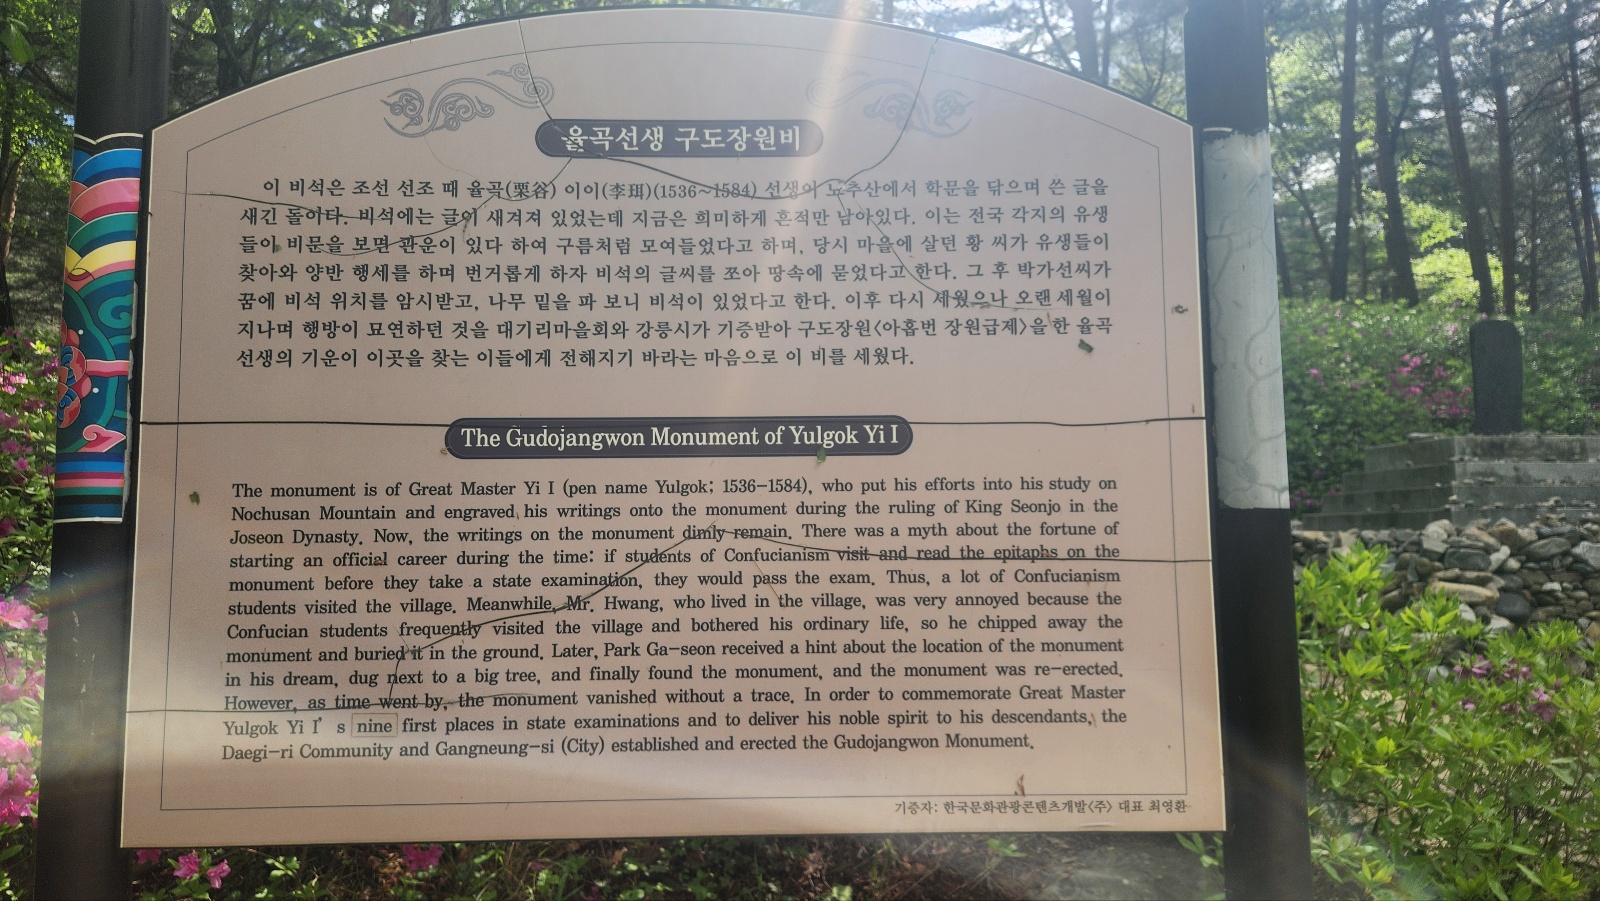 율곡선생 구도장원비
이 비석은 조선 선조 때 율곡(栗谷) 이이(李珥)(1536~1584) 선생이 노추산에서 학문을 닦으며 쓴 글을
새긴 돌이다. 비석에는 글이 새겨져 있었는데 지금은 희미하게 흔적만 남아있다. 이는 전국 각지의 유생
들이 비문을 보면 관운이 있다 하여 구름처럼 모여들었다고 하며, 당시 마을에 살던 황 씨가 유생들이
찾아와 양반 행세를 하며 번거롭게 하자 비석의 글씨를 쪼아 땅속에 묻었다고 한다. 그 후 박가선씨가
꿈에 비석 위치를 암시받고, 나무 밑을 파 보니 비석이 있었다고 한다. 이후 다시 세웠으나 오랜 세월이
지나며 행방이 묘연하던 것을 대기리마을회와 강릉시가 기증받아 구도장원<아홉번 장원급제>을 한 율곡
선생의 기운이 이곳을 찾는 이들에게 전해지기 바라는 마음으로 이 비를 세웠다.
The Gudojangwon Monument of Yulgok Yi I
The monument is of Great Master Yi I (pen name Yulgok; 1536-1584), who put his efforts into his study on
Nochusan Mountain and engraved his writings onto the monument during the ruling of King Seonjo in the
Joseon Dynasty. Now, the writings on the monument dimly remain. There was a myth about the fortune of
starting an official career during the time: if students of Confucianism visit and read the epitaphs on the
monument before they take a state examination, they would pass the exam. Thus, a lot of Confucianism
students visited the village. Meanwhile, Mr. Hwang, who lived in the village, was very annoyed because the
Confucian students frequently visited the village and bothered his ordinary life, so he chipped away the
monument and buried it in the ground. Later, Park Ga-seon received a hint about the location of the monument
in his dream, dug next to a big tree, and finally found the monument, and the monument was re-erected.
However, as time went by, the monument vanished without a trace. In order to commemorate Great Master
Yulgok Yi I' s nine first places in state examinations and to deliver his noble spirit to his descendants, the
Daegi-ri Community and Gangneung-si (City) established and erected the Gudojangwon Monument.
기증자: 한국문화관광콘텐츠개발<주> 대표 최영환